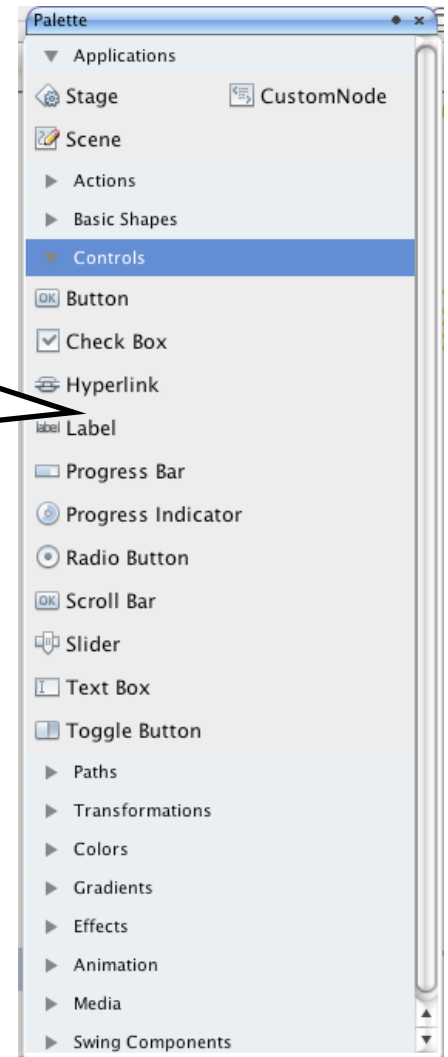 Palette
Applications
Stage CustomNode
Scene
Actions
Basic Shapes
Controls
OK Button
Check Box
Hyperlink
label Label
Progress Bar
Progress Indicator
Radio Button
OK Scroll Bar
Slider
Text Box
Toggle Button
Paths
Transformations
Colors
Gradients
Effects
Animation
Media
Swing Components